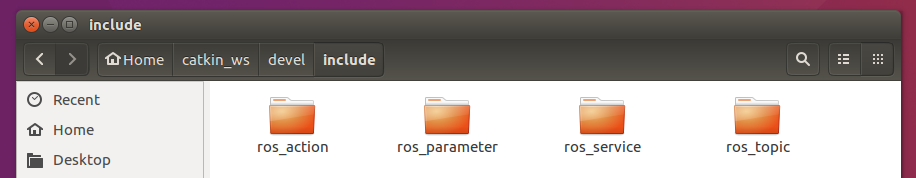 include
Home catkin_ws devel include
Recent
Home
Desktop
ros_action ros_parameter ros_service ros_topic